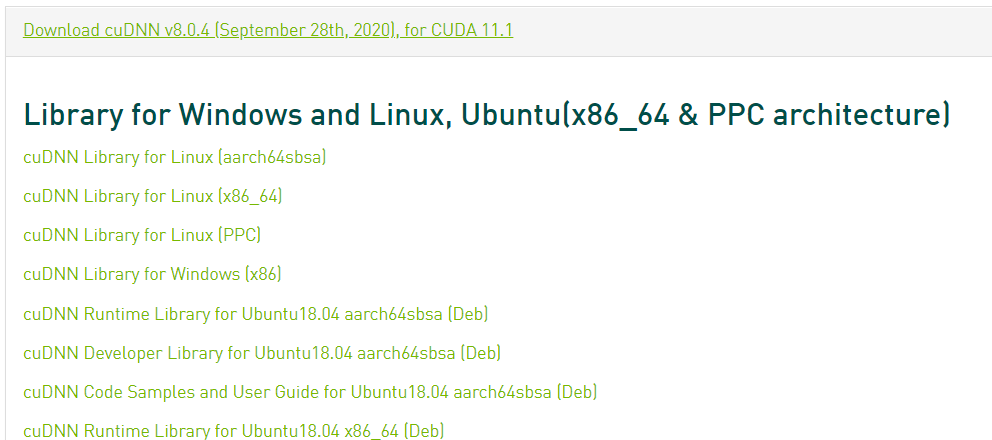 Download cuDNN v8.0.4 (September 28th, 2020), for CUDA 11.1
Library for Windows and Linux, Ubuntu(x86_64 & PPC architecture)
cuDNN Library for Linux (aarch64sbsa)
cuDNN Library for Linux (x86_64)
cuDNN Library for Linux (PPC)
cuDNN Library for Windows (x86)
cuDNN Runtime Library for Ubuntu18.04 aarch64sbsa (Deb)
cuDNN Developer Library for Ubuntu18.04 aarch64sbsa (Deb)
cuDNN Code Samples and User Guide for Ubuntu18.04 aarch64sbsa (Deb)
cuDNN Runtime Library for Ubuntu18.04 x86_64 (Deb)